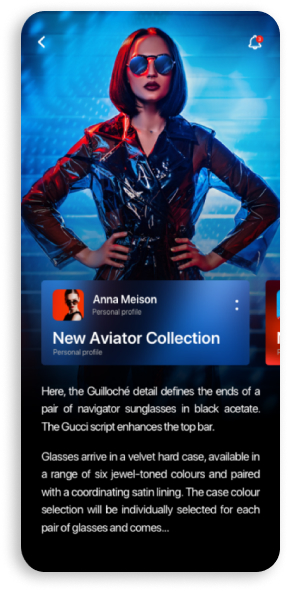 Anna Meison
Personal profile
New Aviator Collection
Personal profile
Here, the Guilloché detail defines the ends of a
pair of navigator sunglasses in black acetate.
The Gucci script enhances the top bar.
Glasses arrive in a velvet hard case, available in
a range of six jewel-toned colours and paired
with a coordinating satin lining. The case colour
selection will be individually selected for each
pair of glasses and comes...